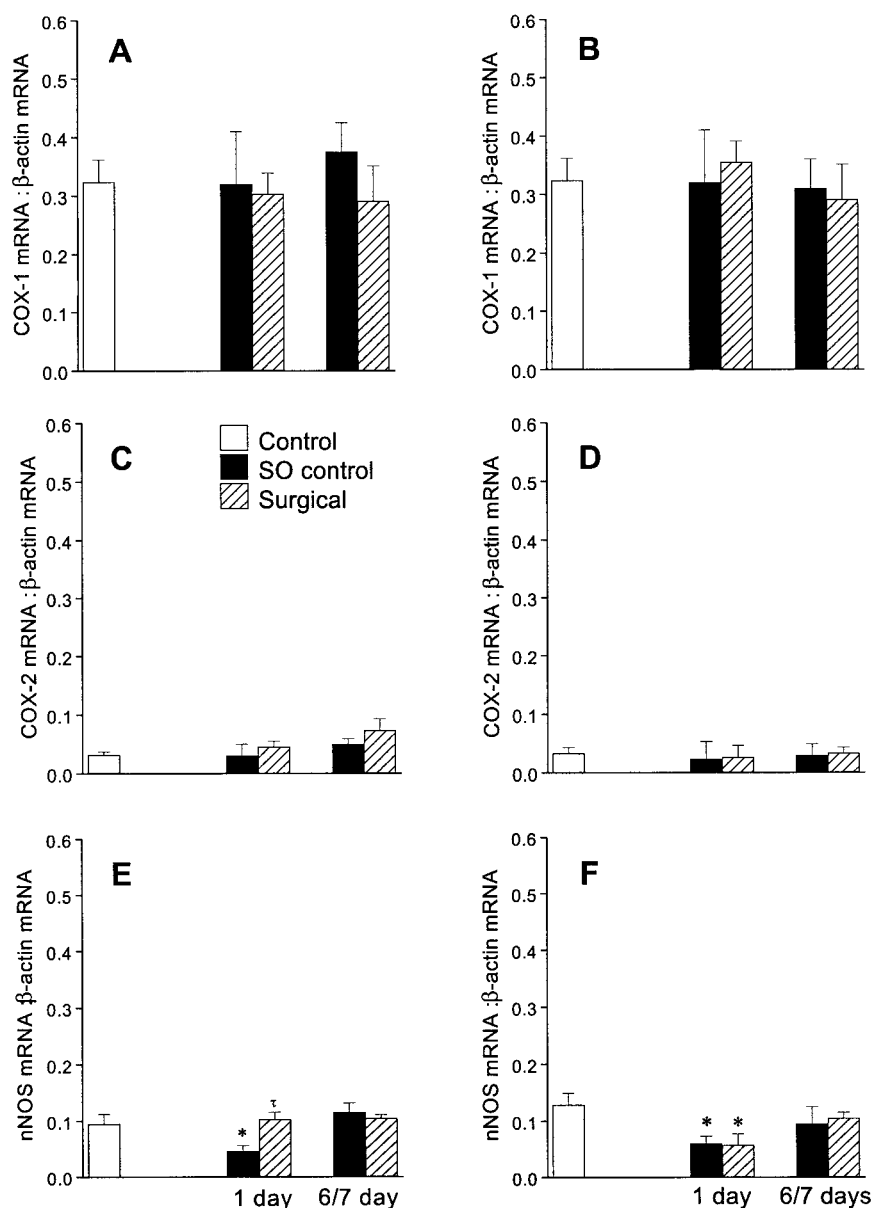 A
COX-1 mRNA : β-actin mRNA
0.6
0.5
0.4
0.3
0.2
0.1
0.0
B
COX-1 mRNA : β-actin mRNA
0.6
0.5
0.4
0.3
0.2
0.1
0.0
C
COX-2 mRNA : β-actin mRNA
0.6
0.5
0.4
0.3
0.2
0.1
0.0
Control
SO control
Surgical
D
COX-2 mRNA : β-actin mRNA
0.6
0.5
0.4
0.3
0.2
0.1
0.0
E
nNOS mRNA :β-actin mRNA
0.6
0.5
0.4
0.3
0.2
0.1
0.0
*
τ
1 day
6/7 day
F
nNOS mRNA :β-actin mRNA
0.6
0.5
0.4
0.3
0.2
0.1
0.0
*
*
1 day
6/7 days